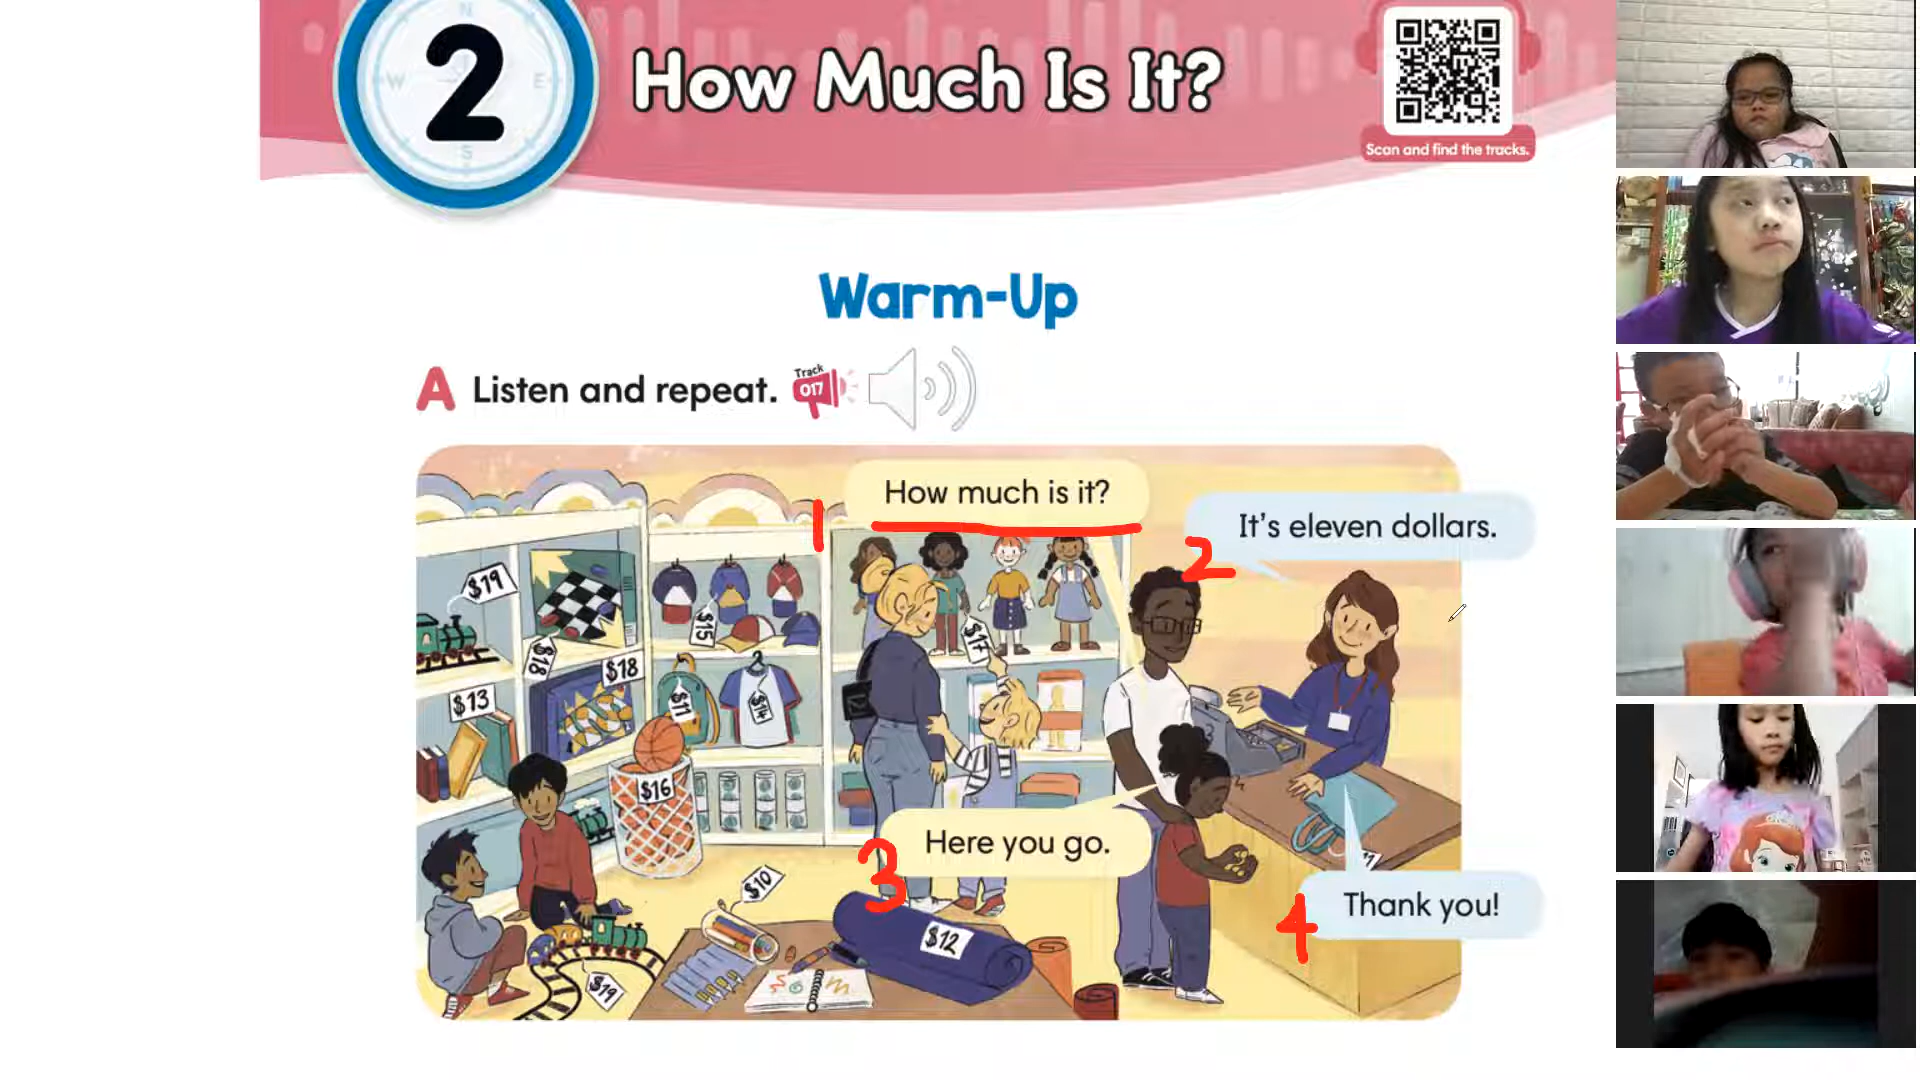 2
How Much Is It?
Scan and find the tracks.
Warm-Up
A Listen and repeat.
Track
017
How much is it?
1
It's eleven dollars.
2
$19
$15
$18
$18
$13
$11
$14
$17
$16
Here you go.
3
$10
Thank you!
4
$12
$19